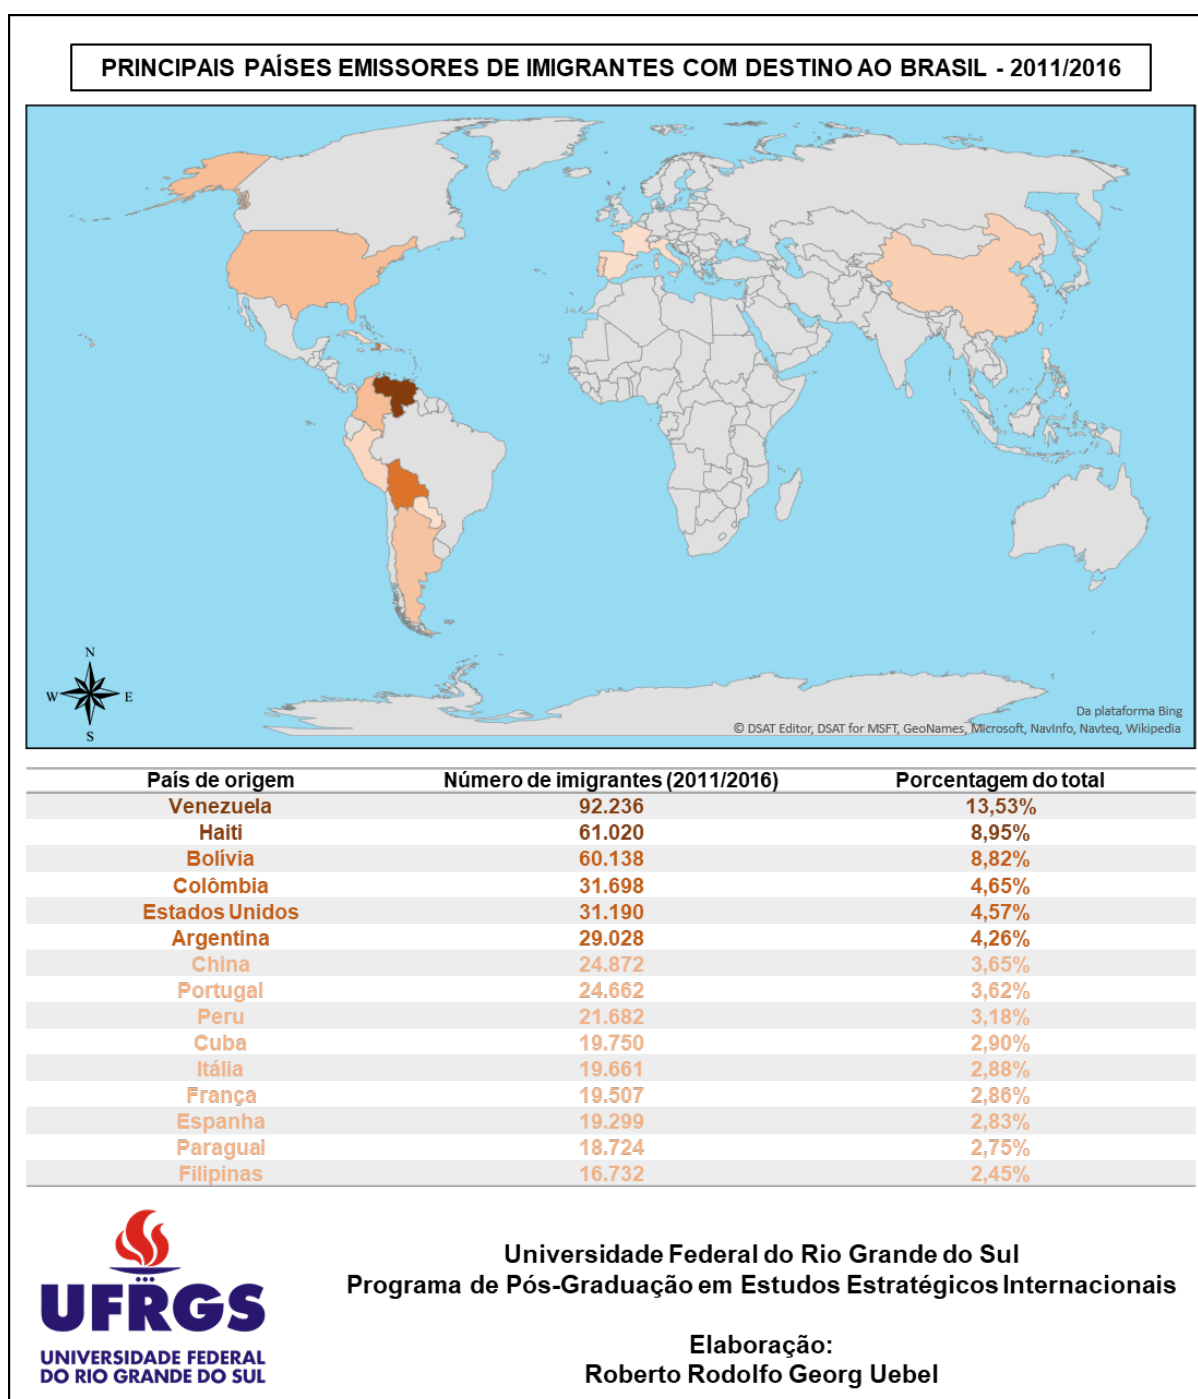 PRINCIPAIS PAÍSES EMISSORES DE IMIGRANTES COM DESTINO AO BRASIL - 2011/2016
N
W E
S
Da plataforma Bing
© DSAT Editor, DSAT for MSFT, GeoNames, Microsoft, NavInfo, Navteq, Wikipedia
País de origem Número de imigrantes (2011/2016) Porcentagem do total
Venezuela 92.236 13,53%
Haiti 61.020 8,95%
Bolívia 60.138 8,82%
Colômbia 31.698 4,65%
Estados Unidos 31.190 4,57%
Argentina 29.028 4,26%
China 24.872 3,65%
Portugal 24.662 3,62%
Peru 21.682 3,18%
Cuba 19.750 2,90%
Itália 19.661 2,88%
França 19.507 2,86%
Espanha 19.299 2,83%
Paraguai 18.724 2,75%
Filipinas 16.732 2,45%
UFRGS
UNIVERSIDADE FEDERAL
DO RIO GRANDE DO SUL
Universidade Federal do Rio Grande do Sul
Programa de Pós-Graduação em Estudos Estratégicos Internacionais
Elaboração:
Roberto Rodolfo Georg Uebel